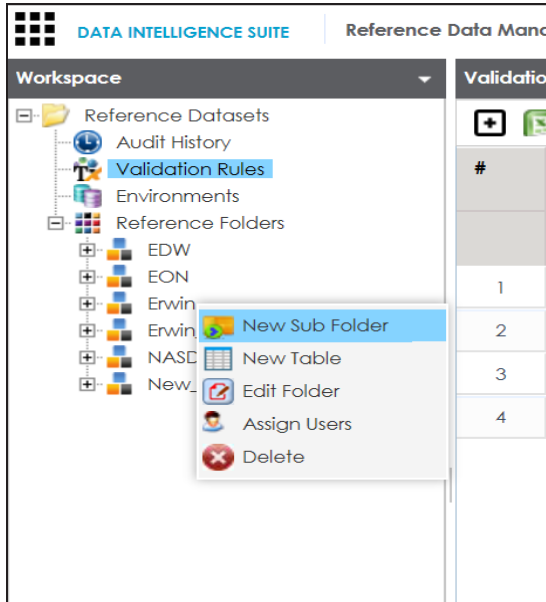 DATA INTELLIGENCE SUITE Reference Data Mana
Workspace Validatio
Reference Datasets
Audit History
Validation Rules
#
Environments
Reference Folders
EDW
EON
Erwin
1
Erwin_
New Sub Folder
2
NASD
New Table
3
New_
Edit Folder
Assign Users
4
Delete